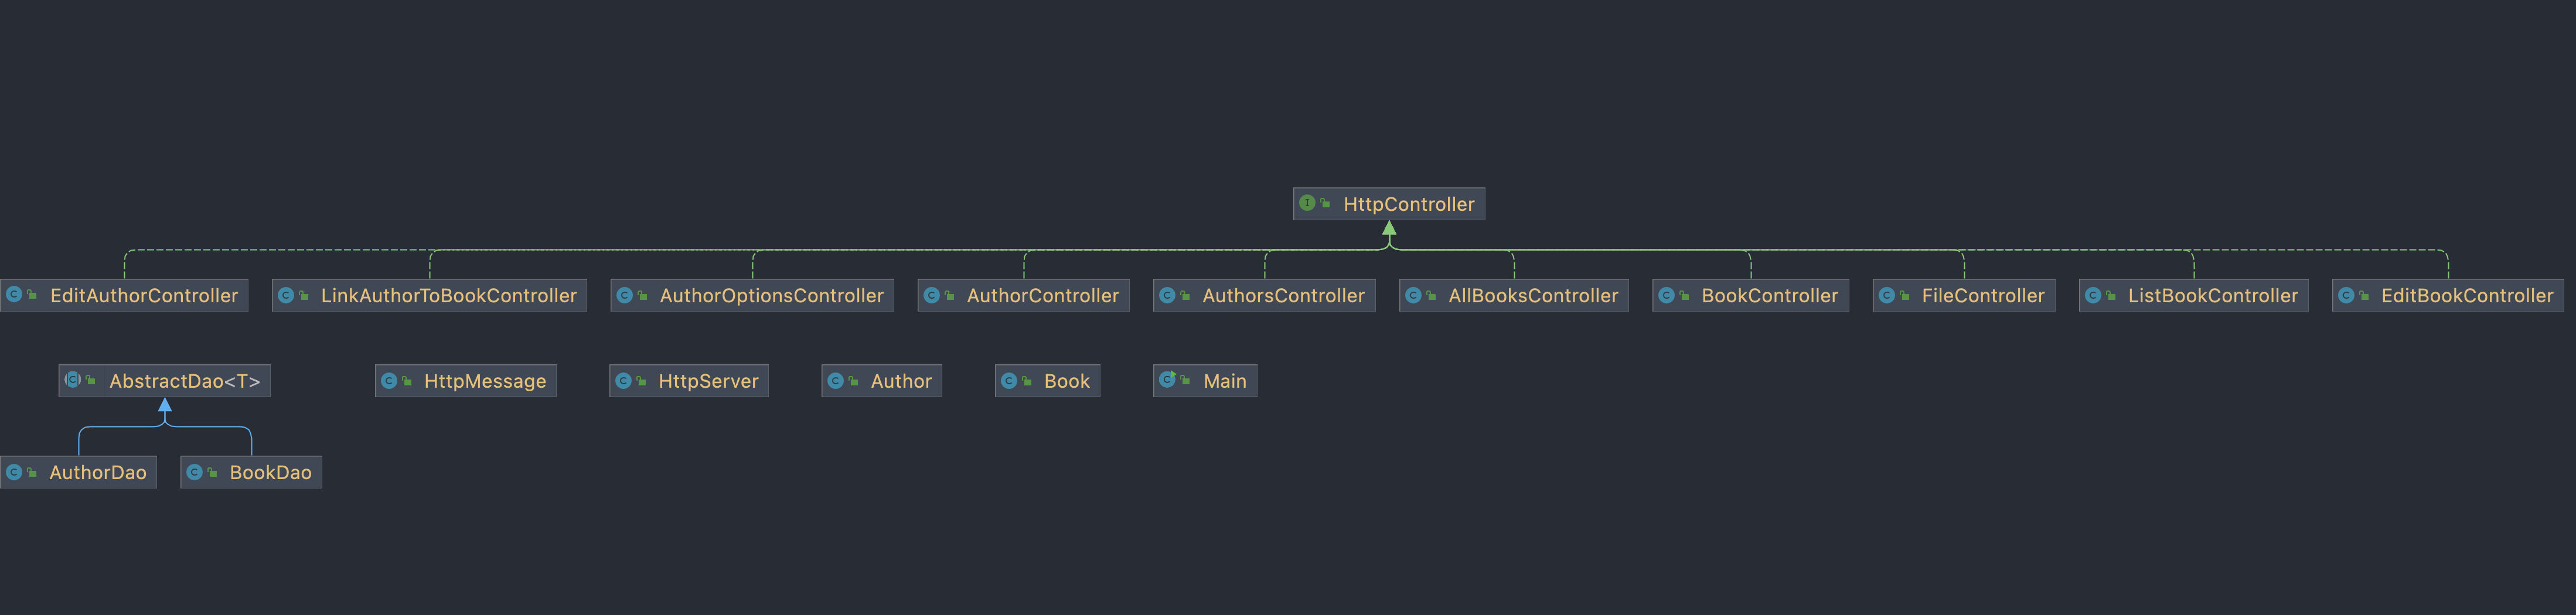 HttpController
EditAuthorController
LinkAuthorToBookController
AuthorOptionsController
AuthorController
AuthorsController
AllBooksController
BookController
FileController
ListBookController
EditBookController
AbstractDao<T>
HttpMessage
HttpServer
Author
Book
Main
AuthorDao
BookDao